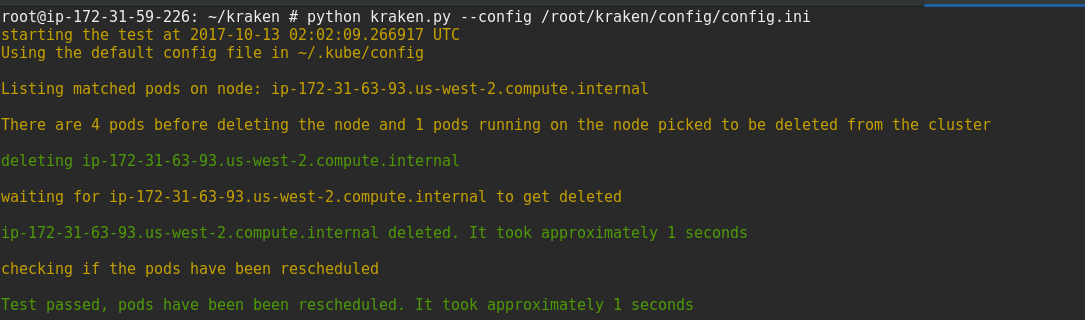 root@ip-172-31-59-226: ~/kraken # python kraken.py --config /root/kraken/config/config.ini
starting the test at 2017-10-13 02:02:09.266917 UTC
Using the default config file in ~/.kube/config
Listing matched pods on node: ip-172-31-63-93.us-west-2.compute.internal
There are 4 pods before deleting the node and 1 pods running on the node picked to be deleted from the cluster
deleting ip-172-31-63-93.us-west-2.compute.internal
waiting for ip-172-31-63-93.us-west-2.compute.internal to get deleted
ip-172-31-63-93.us-west-2.compute.internal deleted. It took approximately 1 seconds
checking if the pods have been rescheduled
Test passed, pods have been been rescheduled. It took approximately 1 seconds